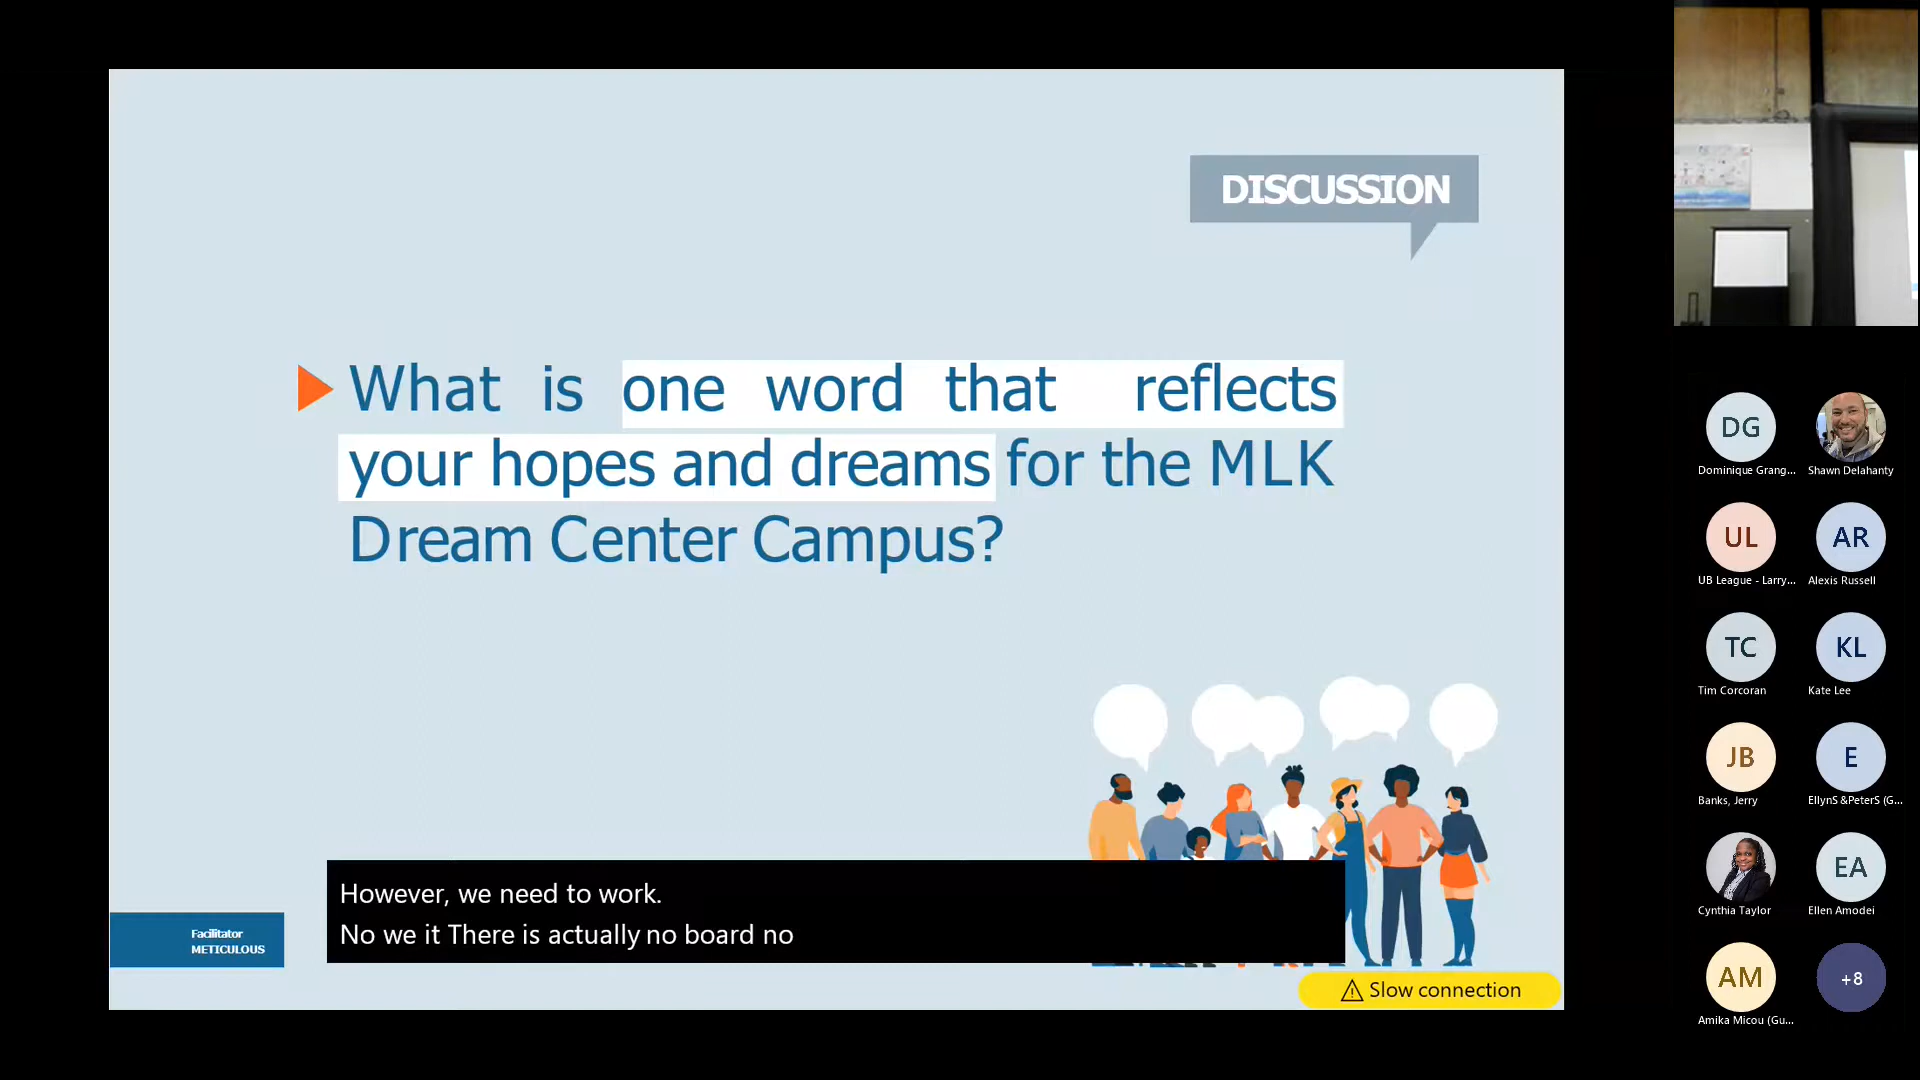 DISCUSSION
What is one word that reflects
your hopes and dreams for the MLK
Dream Center Campus?
Facilitator
METICULOUS
However, we need to work.
No we it There is actually no board no
Slow connection
DG
Dominique Grang...
Shawn Delahanty
UL
UB League - Larry...
AR
Alexis Russell
TC
Tim Corcoran
KL
Kate Lee
JB
Banks, Jerry
E
EllynS &PeterS (G...
Cynthia Taylor
EA
Ellen Amodei
AM
Amika Micou (Gu...
+8